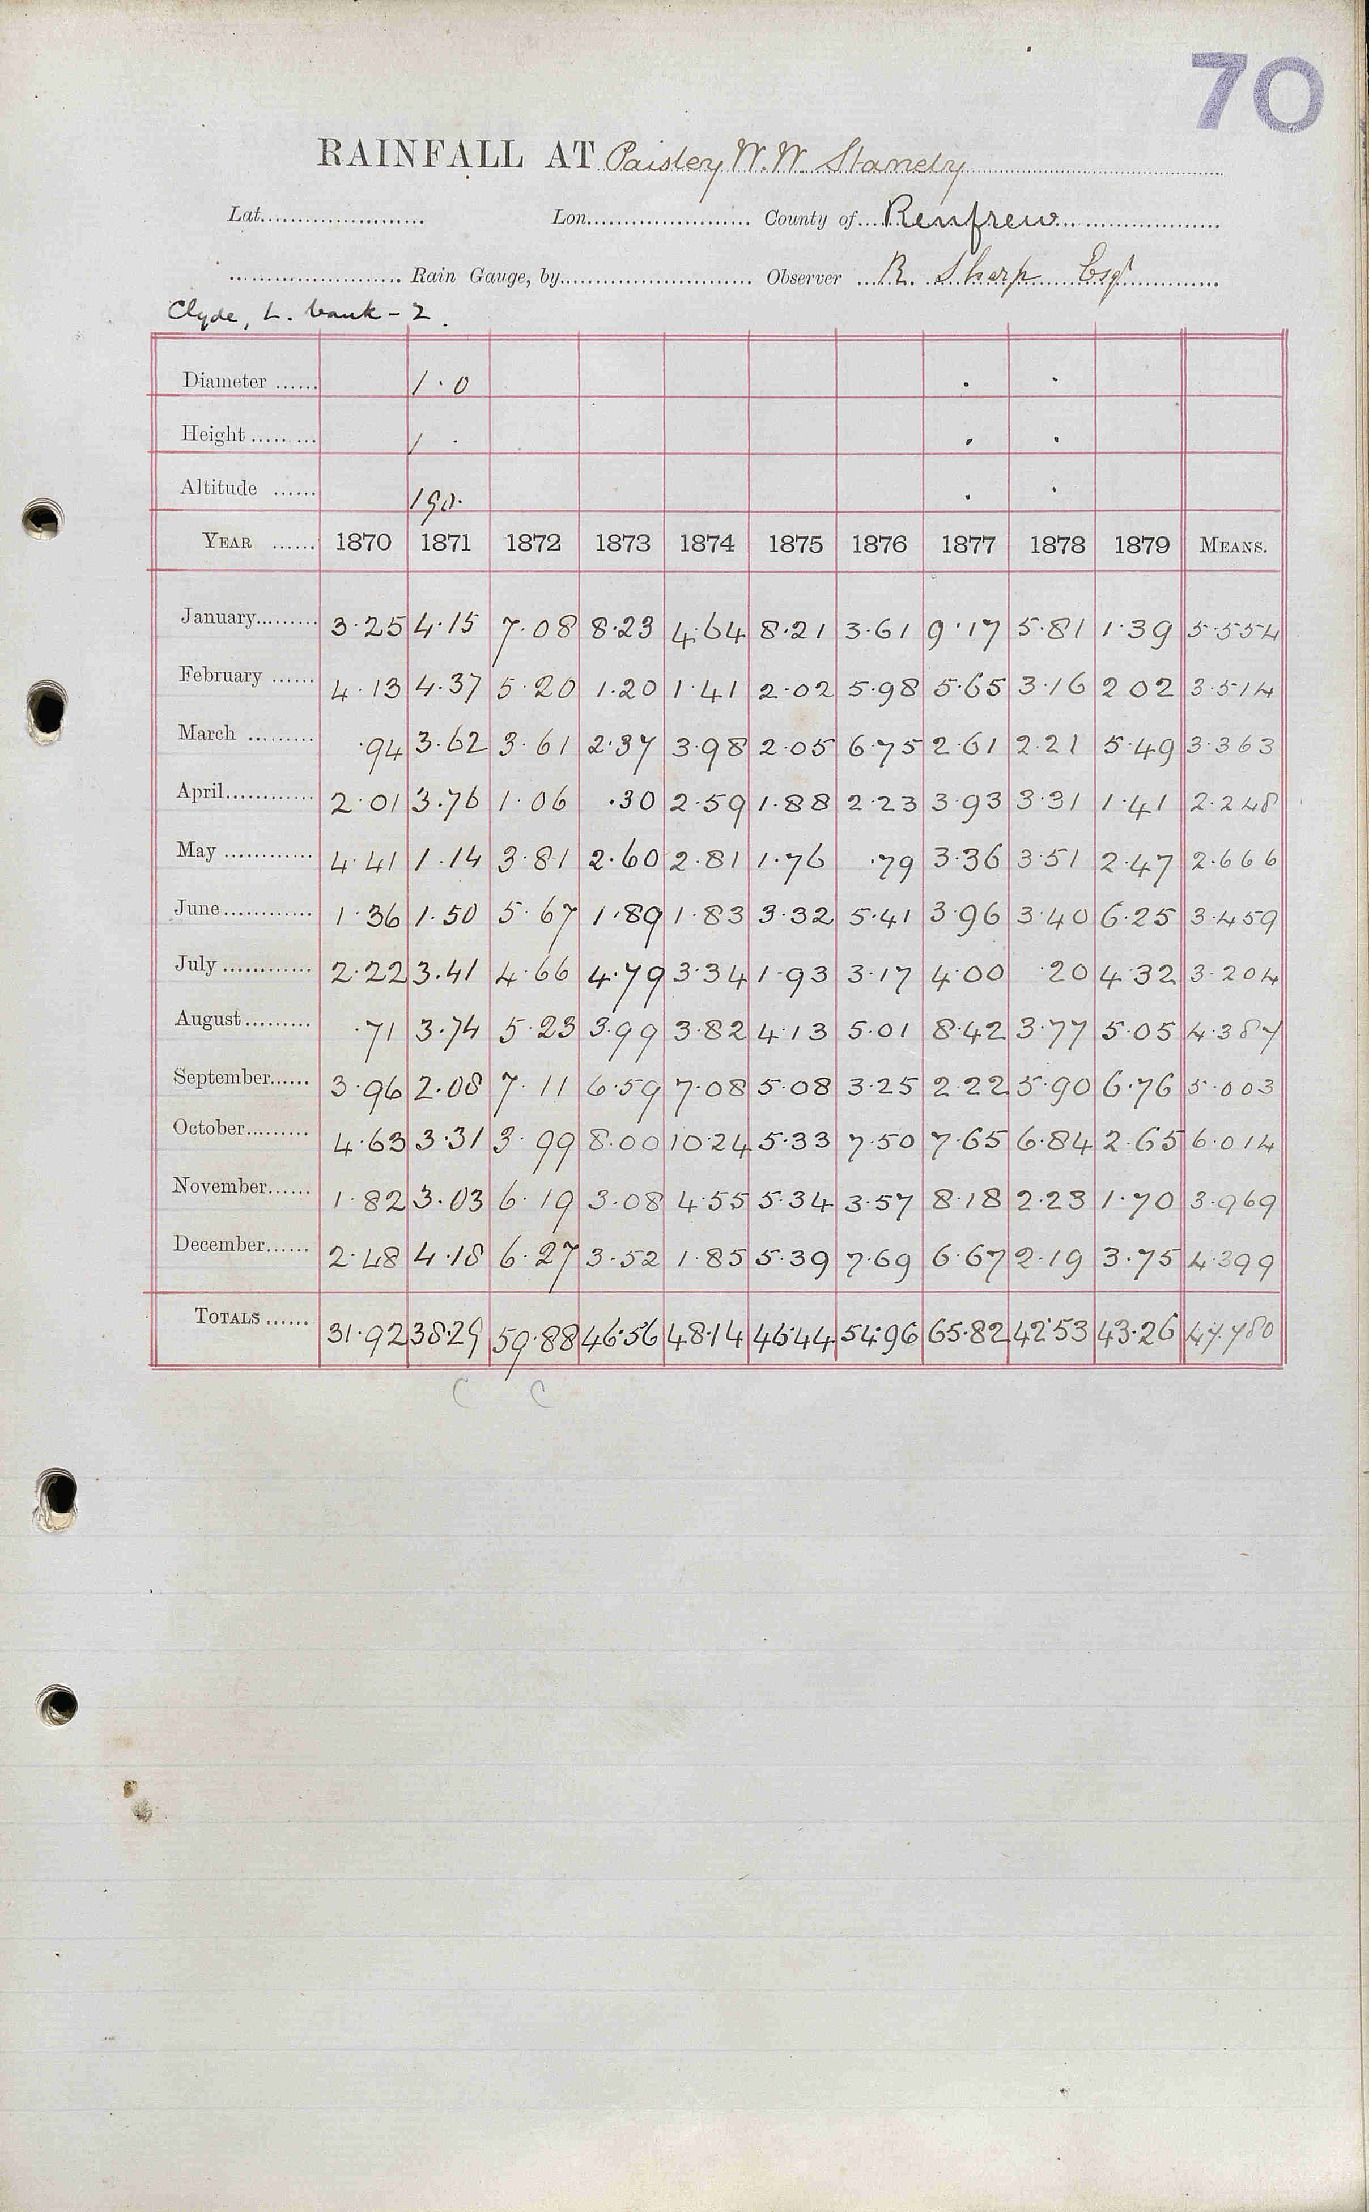 70
RAINFALL AT Paisley W.W. Stanely
Lat. Lon. County of Renfrew
Rain Gauge, by Observer R. Sharp Esqr
Clyde, L. bank - 2.
Diameter 1.0 . .
Height 1 . . .
Altitude 190. . .
YEAR 1870 1871 1872 1873 1874 1875 1876 1877 1878 1879 MEANS.
January 3.25 4.15 7.08 8.23 4.64 8.21 3.61 9.17 5.81 1.39 5.554
February 4.13 4.37 5.20 1.20 1.41 2.02 5.98 5.65 3.16 2 02 3.514
March .94 3.62 3.61 2.37 3.98 2.05 6.75 2.61 2.21 5.49 3.363
April 2.01 3.76 1.06 .30 2.59 1.88 2.23 3.93 3.31 1.41 2.248
May 4.41 1.14 3.81 2.60 2.81 1.76 .79 3.36 3.51 2.47 2.666
June 1.36 1.50 5.67 1.89 1.83 3.32 5.41 3.96 3.40 6.25 3.459
July 2.22 3.41 4.66 4.79 3.34 1.93 3.17 4.00 .20 4.32 3.204
August .71 3.74 5.23 3.99 3.82 4.13 5.01 8.42 3.77 5.05 4.387
September 3.96 2.08 7.11 6.59 7.08 5.08 3.25 2.22 5.90 6.76 5.003
October 4.63 3.31 3.99 8.00 10.24 5.33 7.50 7.65 6.84 2.65 6.014
November 1.82 3.03 6.19 3.08 4.55 5.34 3.57 8.18 2.23 1.70 3.969
December 2.48 4.18 6.27 3.52 1.85 5.39 7.69 6.67 2.19 3.75 4.399
TOTALS 31.92 38.29 59.88 46.56 48.14 46.44 54.96 65.82 42.53 43.26 47.780
C C